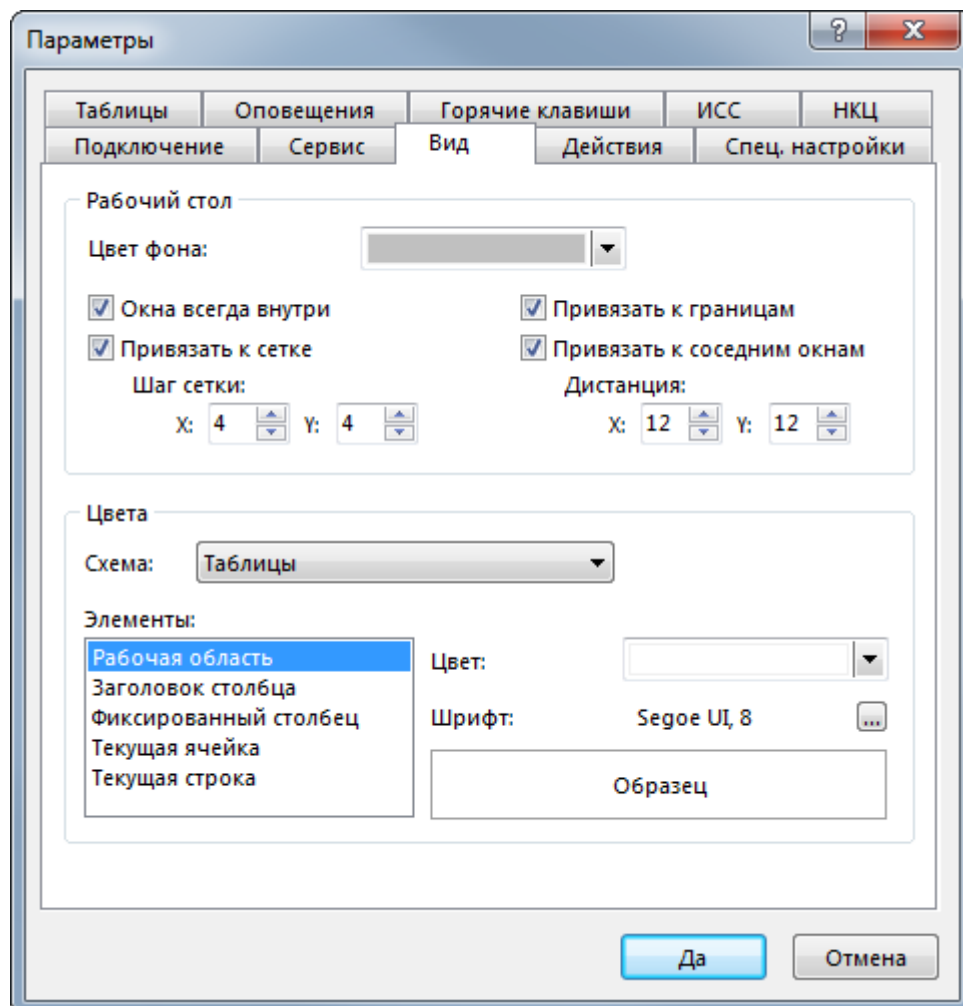 Параметры
Таблицы Оповещения Горячие клавиши ИСС НКЦ
Подключение Сервис Вид Действия Спец. настройки
Рабочий стол
Цвет фона:
Окна всегда внутри Привязать к границам
Привязать к сетке Привязать к соседним окнам
Шаг сетки: Дистанция:
X: 4 Y: 4 X: 12 Y: 12
Цвета
Схема: Таблицы
Элементы:
Рабочая область Цвет:
Заголовок столбца
Фиксированный столбец Шрифт: Segoe UI, 8 ...
Текущая ячейка
Текущая строка Образец
Да Отмена